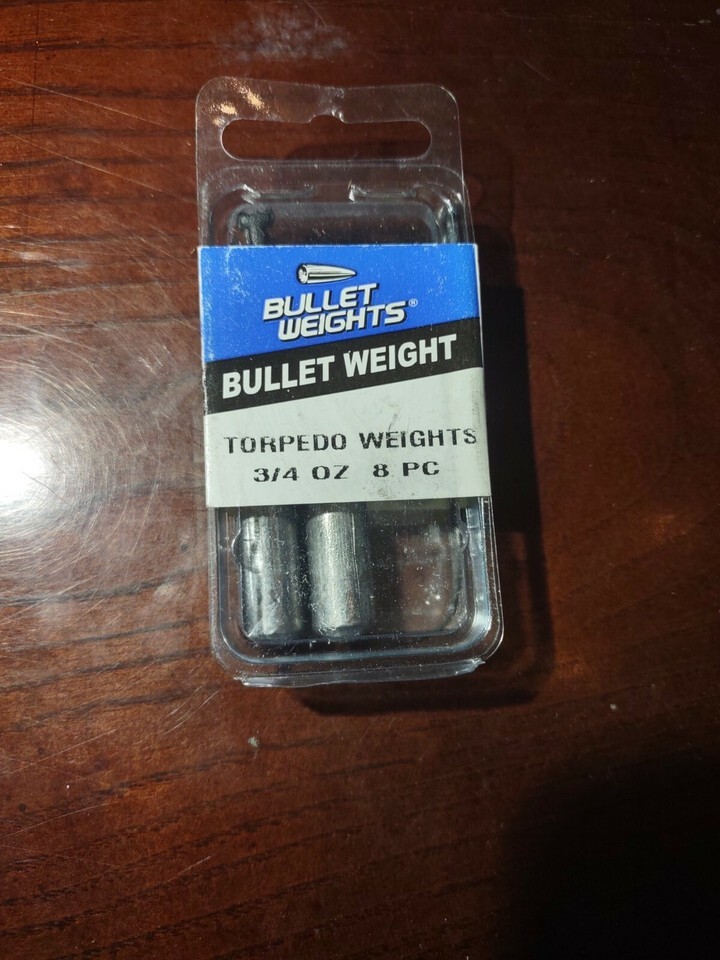 BULLET
WEIGHTS®
BULLET WEIGHT
TORPEDO WEIGHTS
3/4 OZ 8 PC